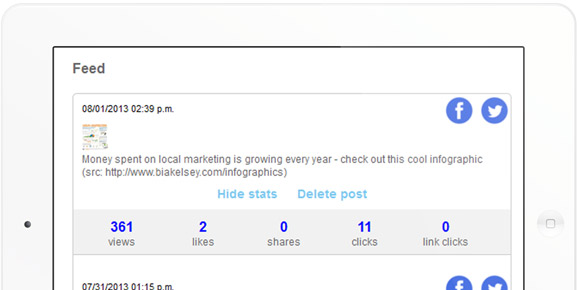 Feed
08/01/2013 02:39 p.m.
Money spent on local marketing is growing every year - check out this cool infographic
(src: http://www.biakelsey.com/infographics)
Hide stats Delete post
361 2 0 11 0
views likes shares clicks link clicks
07/31/2013 01:15 p.m.